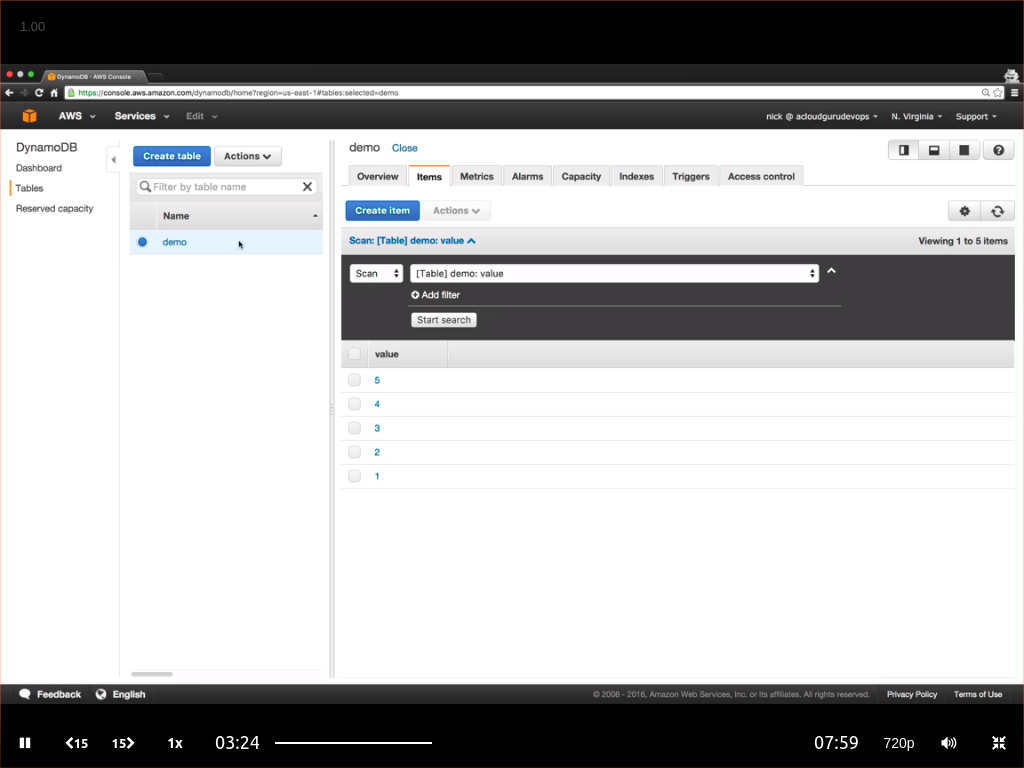 1.00
DynamoDB · AWS Console
https://console.aws.amazon.com/dynamodb/home?region=us-east-1#tables:selected=demo
AWS Services Edit nick @ acloudgurudevops N. Virginia Support
DynamoDB
Dashboard
Tables
Reserved capacity
Create table Actions
Filter by table name
Name
demo
demo Close
Overview Items Metrics Alarms Capacity Indexes Triggers Access control
Create item Actions
Scan: [Table] demo: value Viewing 1 to 5 items
Scan [Table] demo: value
Add filter
Start search
value
5
4
3
2
1
Feedback English © 2008 - 2016, Amazon Web Services, Inc. or its affiliates. All rights reserved. Privacy Policy Terms of Use
15 15 1x 03:24 07:59 720p